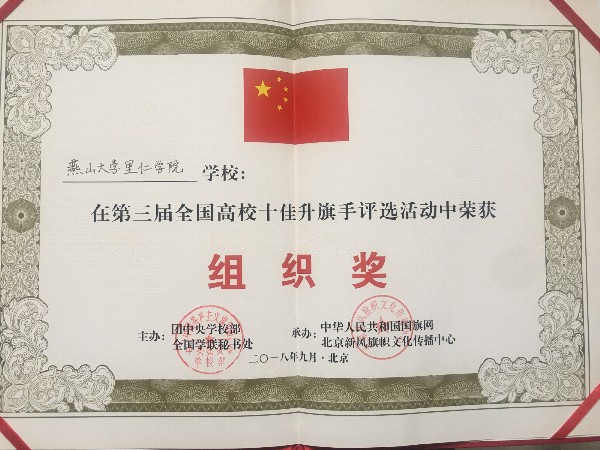 燕山大学里仁学院 学校：
在第三届全国高校十佳升旗手评选活动中荣获
组织奖
主办：团中央学校部
全国学联秘书处
承办：中华人民共和国国旗网
北京新风旗帜文化传播中心
二〇一八年九月·北京